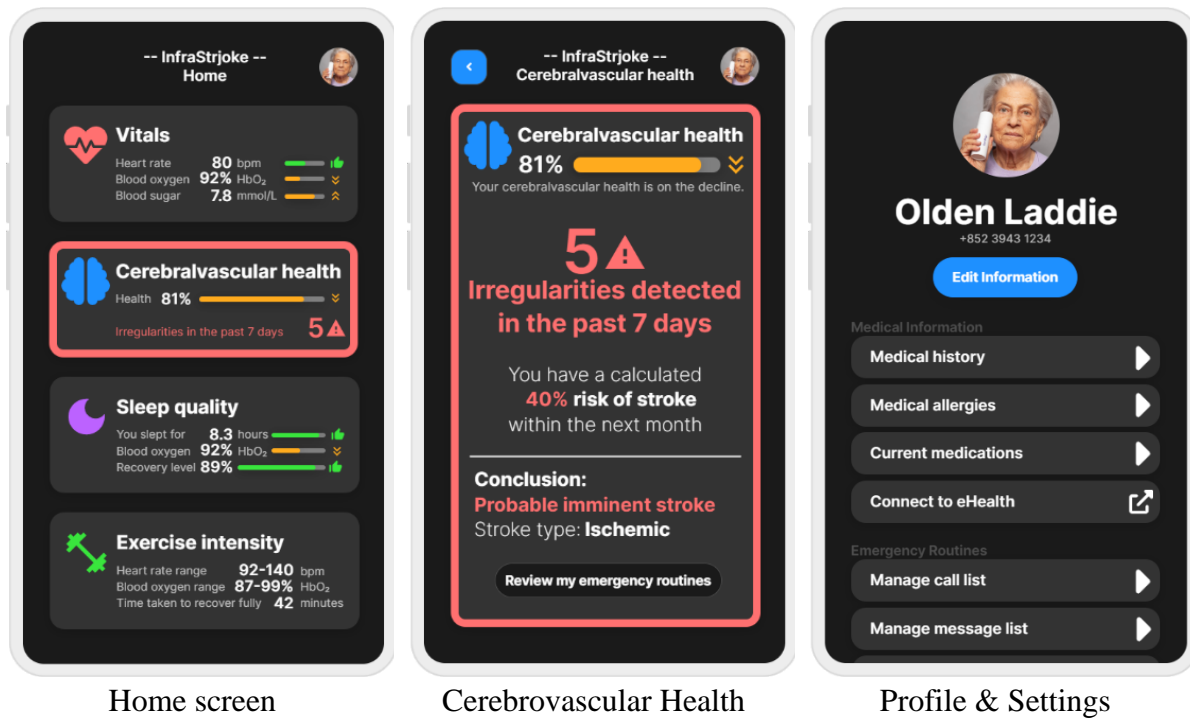 -- InfraStrjoke --
Home
Vitals
Heart rate 80 bpm
Blood oxygen 92% HbO₂
Blood sugar 7.8 mmol/L
Cerebralvascular health
Health 81%
Irregularities in the past 7 days 5
Sleep quality
You slept for 8.3 hours
Blood oxygen 92% HbO₂
Recovery level 89%
Exercise intensity
Heart rate range 92-140 bpm
Blood oxygen range 87-99% HbO₂
Time taken to recover fully 42 minutes
Home screen
-- InfraStrjoke --
Cerebralvascular health
Cerebralvascular health
81%
Your cerebralvascular health is on the decline.
5
Irregularities detected
in the past 7 days
You have a calculated
40% risk of stroke
within the next month
Conclusion:
Probable imminent stroke
Stroke type: Ischemic
Review my emergency routines
Cerebrovascular Health
Olden Laddie
+852 3943 1234
Edit Information
Medical Information
Medical history
Medical allergies
Current medications
Connect to eHealth
Emergency Routines
Manage call list
Manage message list
Profile & Settings